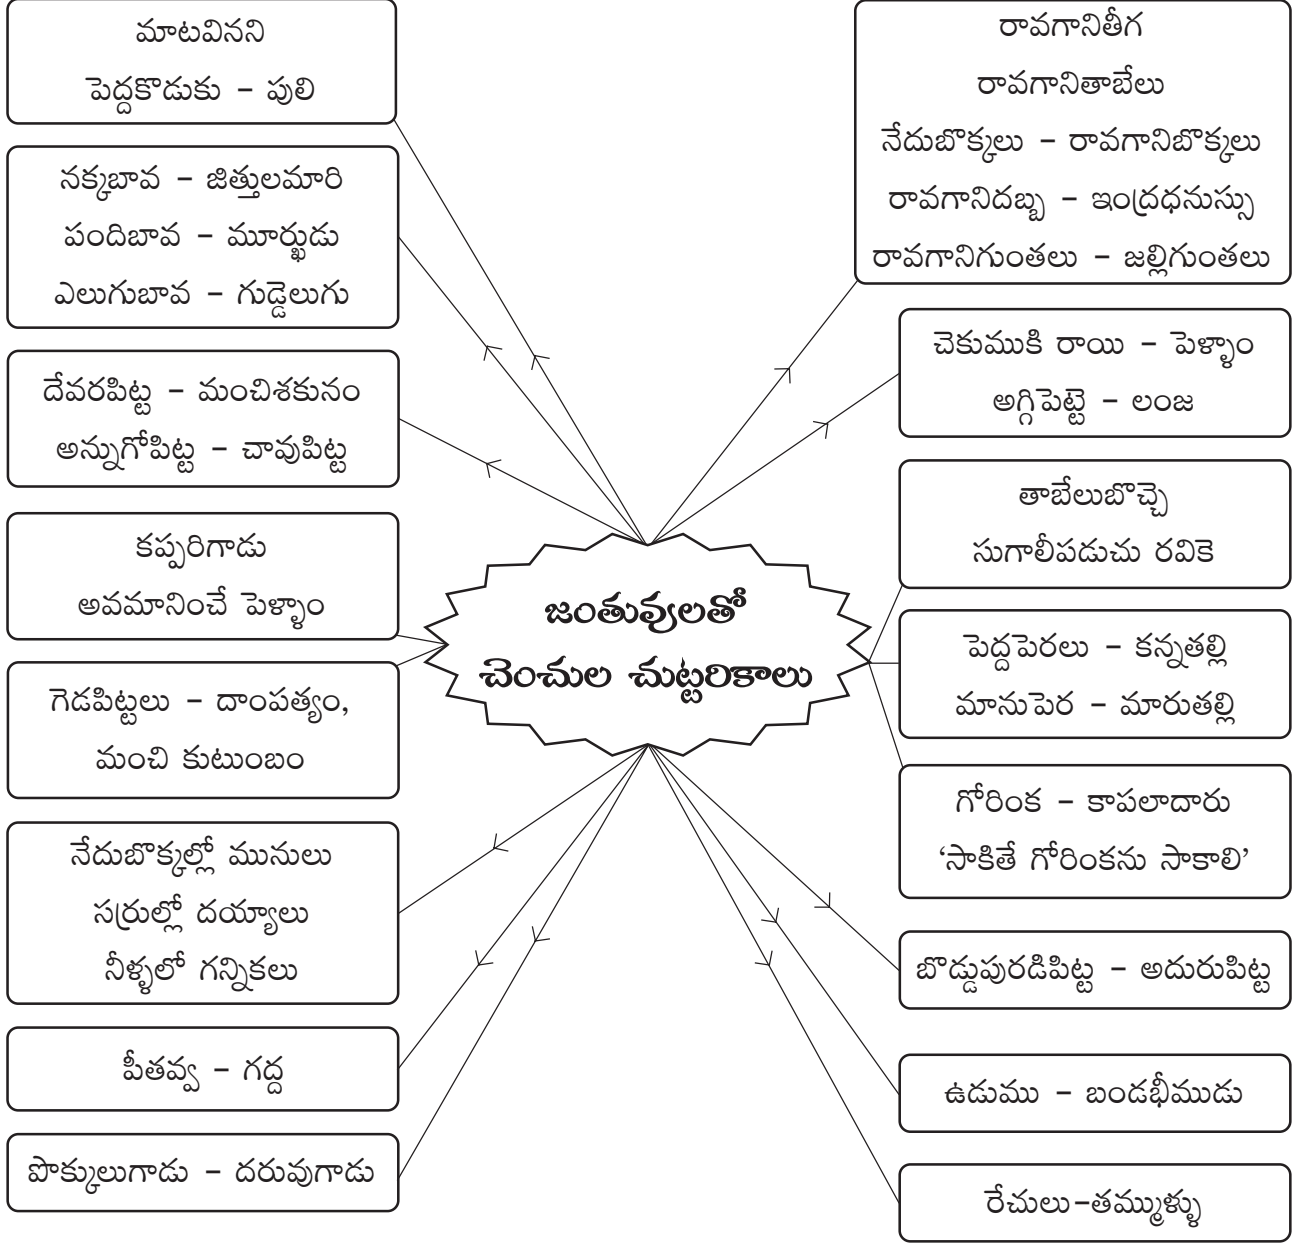 మాటవినని
పెద్దకొడుకు – పులి
నక్కబావ – జిత్తులమారి
పందిబావ – మూర్ఖుడు
ఎలుగుబావ – గుడ్డెలుగు
దేవరపిట్ట – మంచిశకునం
అన్నుగోపిట్ట – చావుపిట్ట
కప్పరిగాడు
అవమానించే పెళ్ళాం
గెడపిట్టలు – దాంపత్యం,
మంచి కుటుంబం
నేదుబొక్కల్లో మునులు
సర్రుల్లో దయ్యాలు
నీళ్ళలో గన్నికలు
పీతవ్వ – గద్ద
పొక్కులుగాడు – దరువుగాడు
జంతువులతో
చెంచుల చుట్టరికాలు
రావగానితీగ
రావగానితాబేలు
నేదుబొక్కలు – రావగానిబొక్కలు
రావగానిదబ్బ – ఇంద్రధనుస్సు
రావగానిగుంతలు – జల్లిగుంతలు
చెకుముకి రాయి – పెళ్ళాం
అగ్గిపెట్టె – లంజ
తాబేలుబొచ్చె
సుగాలీపడుచు రవికె
పెద్దపెరలు – కన్నతల్లి
మానుపెర – మారుతల్లి
గోరింక – కాపలాదారు
‘సాకితే గోరింకను సాకాలి’
బొడ్డుపురడిపిట్ట – అదురుపిట్ట
ఉడుము – బండభీముడు
రేచులు–తమ్ముళ్ళు